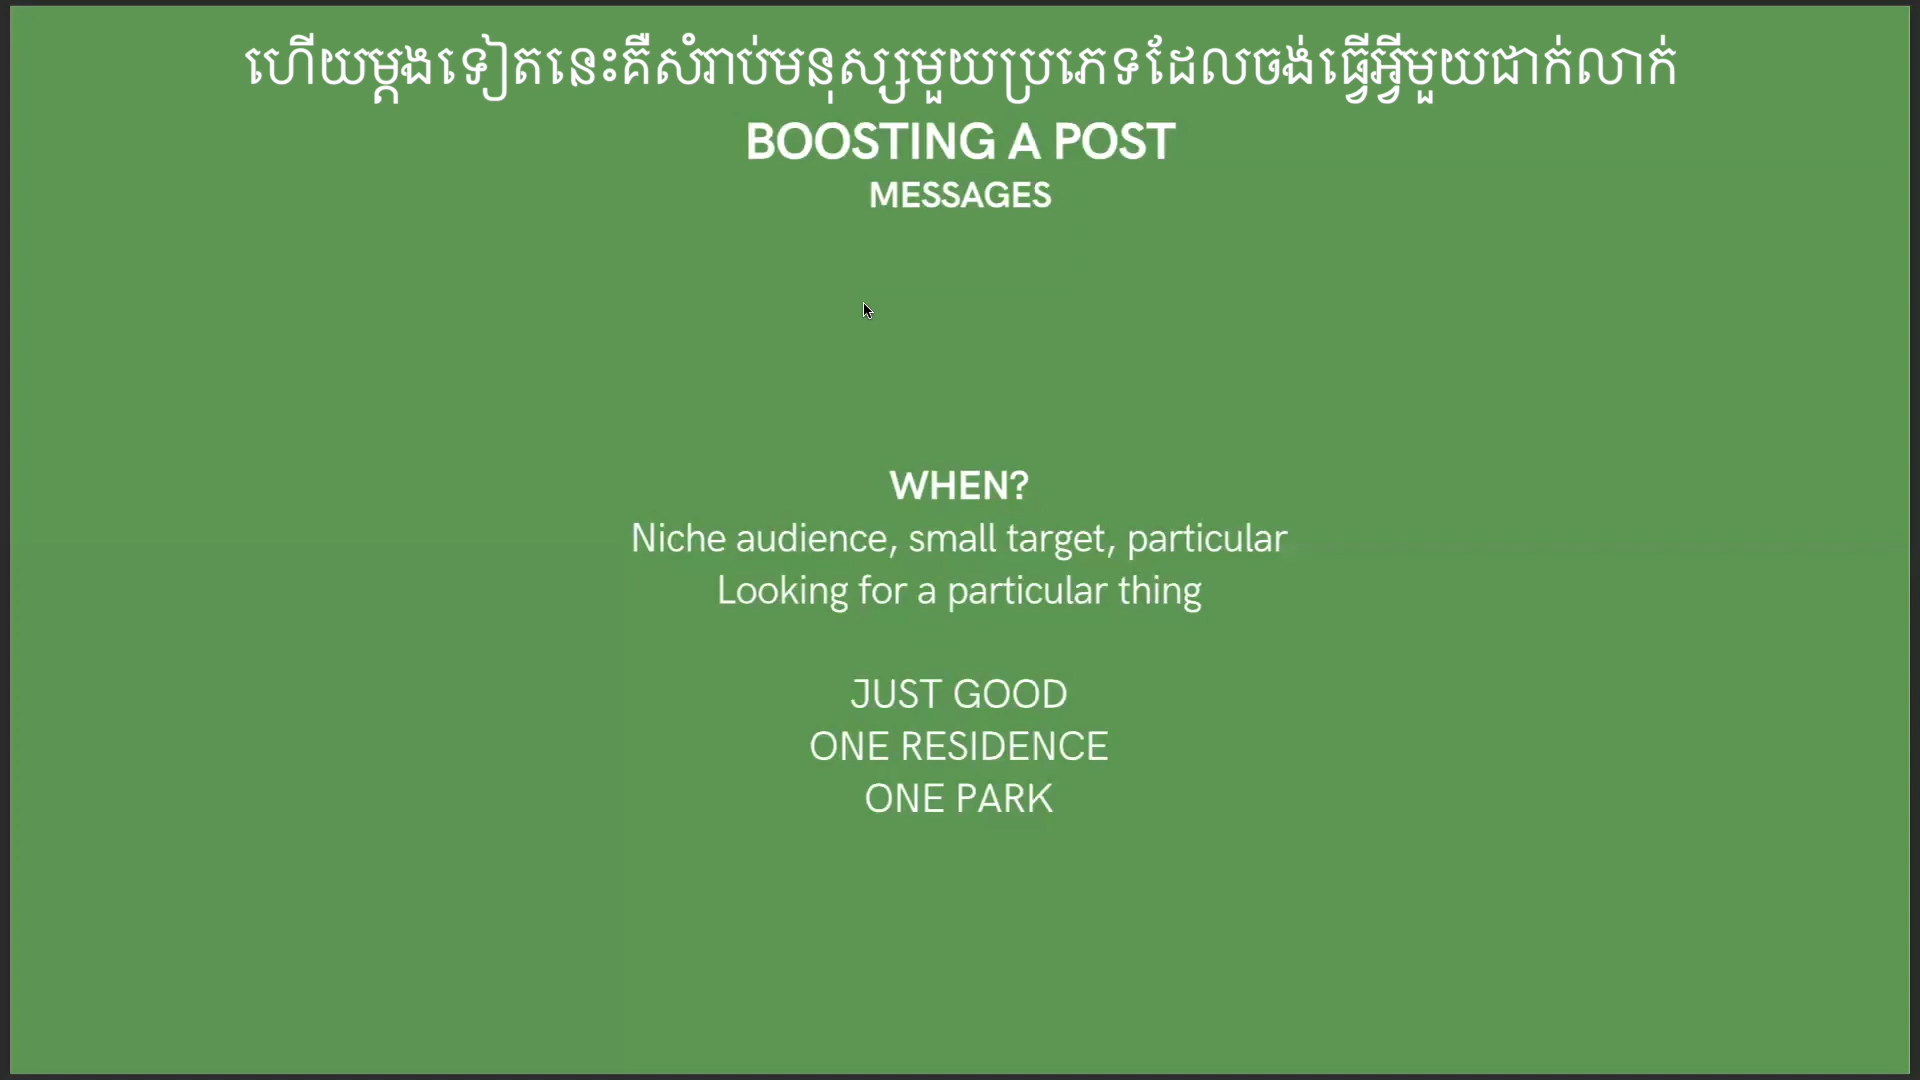 ហើយម្ដងទៀតនេះគឺសំរាប់មនុស្សមួយប្រភេទដែលចង់ធ្វើអ្វីមួយជាក់លាក់
BOOSTING A POST
MESSAGES
WHEN?
Niche audience, small target, particular
Looking for a particular thing
JUST GOOD
ONE RESIDENCE
ONE PARK